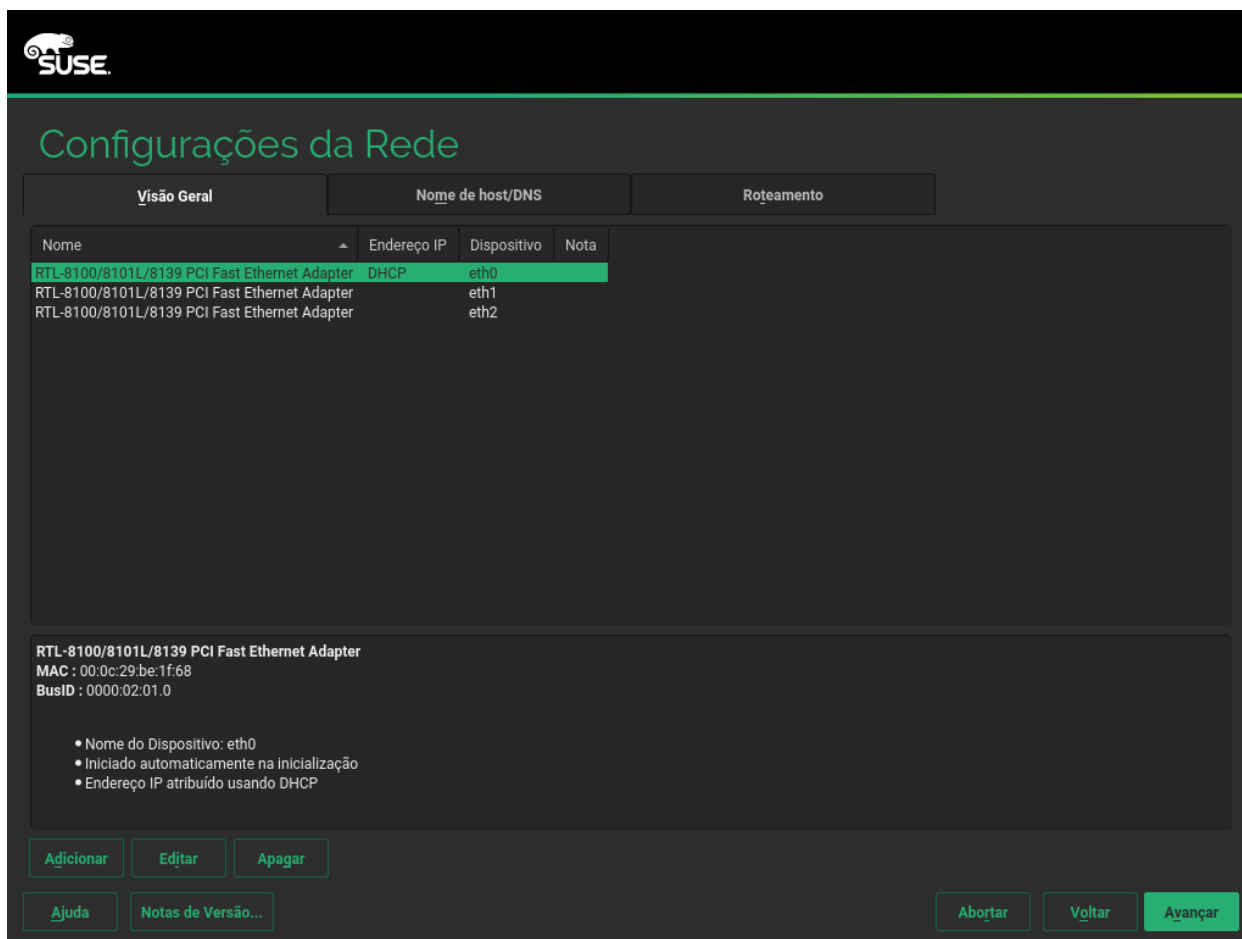 SUSE.
Configurações da Rede
Visão Geral Nome de host/DNS Roteamento
Nome Endereço IP Dispositivo Nota
RTL-8100/8101L/8139 PCI Fast Ethernet Adapter DHCP eth0
RTL-8100/8101L/8139 PCI Fast Ethernet Adapter eth1
RTL-8100/8101L/8139 PCI Fast Ethernet Adapter eth2
RTL-8100/8101L/8139 PCI Fast Ethernet Adapter
MAC : 00:0c:29:be:1f:68
BusID : 0000:02:01.0
• Nome do Dispositivo: eth0
• Iniciado automaticamente na inicialização
• Endereço IP atribuído usando DHCP
Adicionar Editar Apagar
Ajuda Notas de Versão... Abortar Voltar Avançar